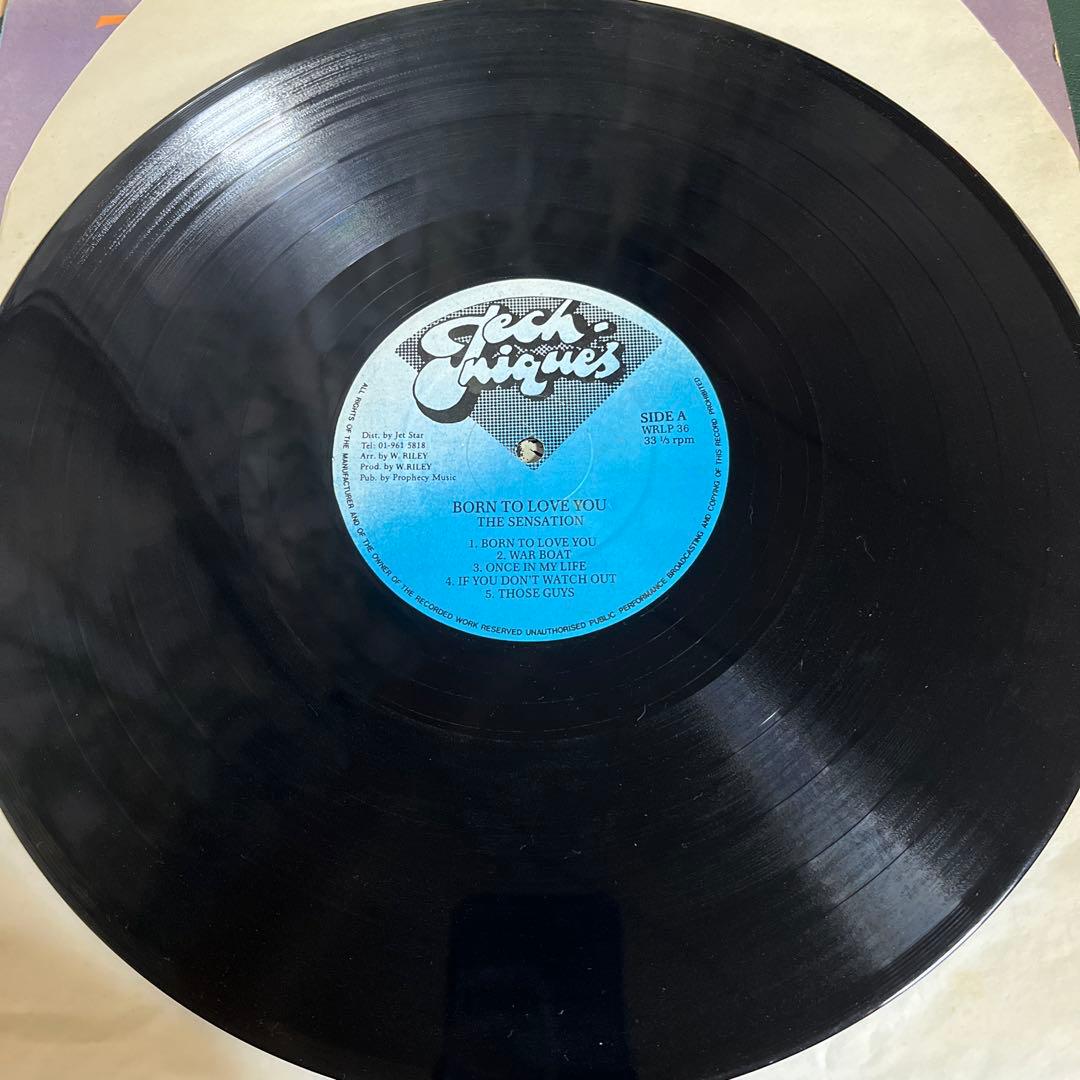 Tech-
niques
SIDE A
WRLP 36
33 ⅓ rpm
Dist. by Jet Star
Tel: 01-961 5818
Arr. by W. RILEY
Prod. by W.RILEY
Pub. by Prophecy Music
BORN TO LOVE YOU
THE SENSATION
1. BORN TO LOVE YOU
2. WAR BOAT
3. ONCE IN MY LIFE
4. IF YOU DON'T WATCH OUT
5. THOSE GUYS
ALL RIGHTS OF THE MANUFACTURER AND OF THE OWNER OF THE RECORDED WORK RESERVED UNAUTHORISED PUBLIC PERFORMANCE BROADCASTING AND COPYING OF THIS RECORD PROHIBITED